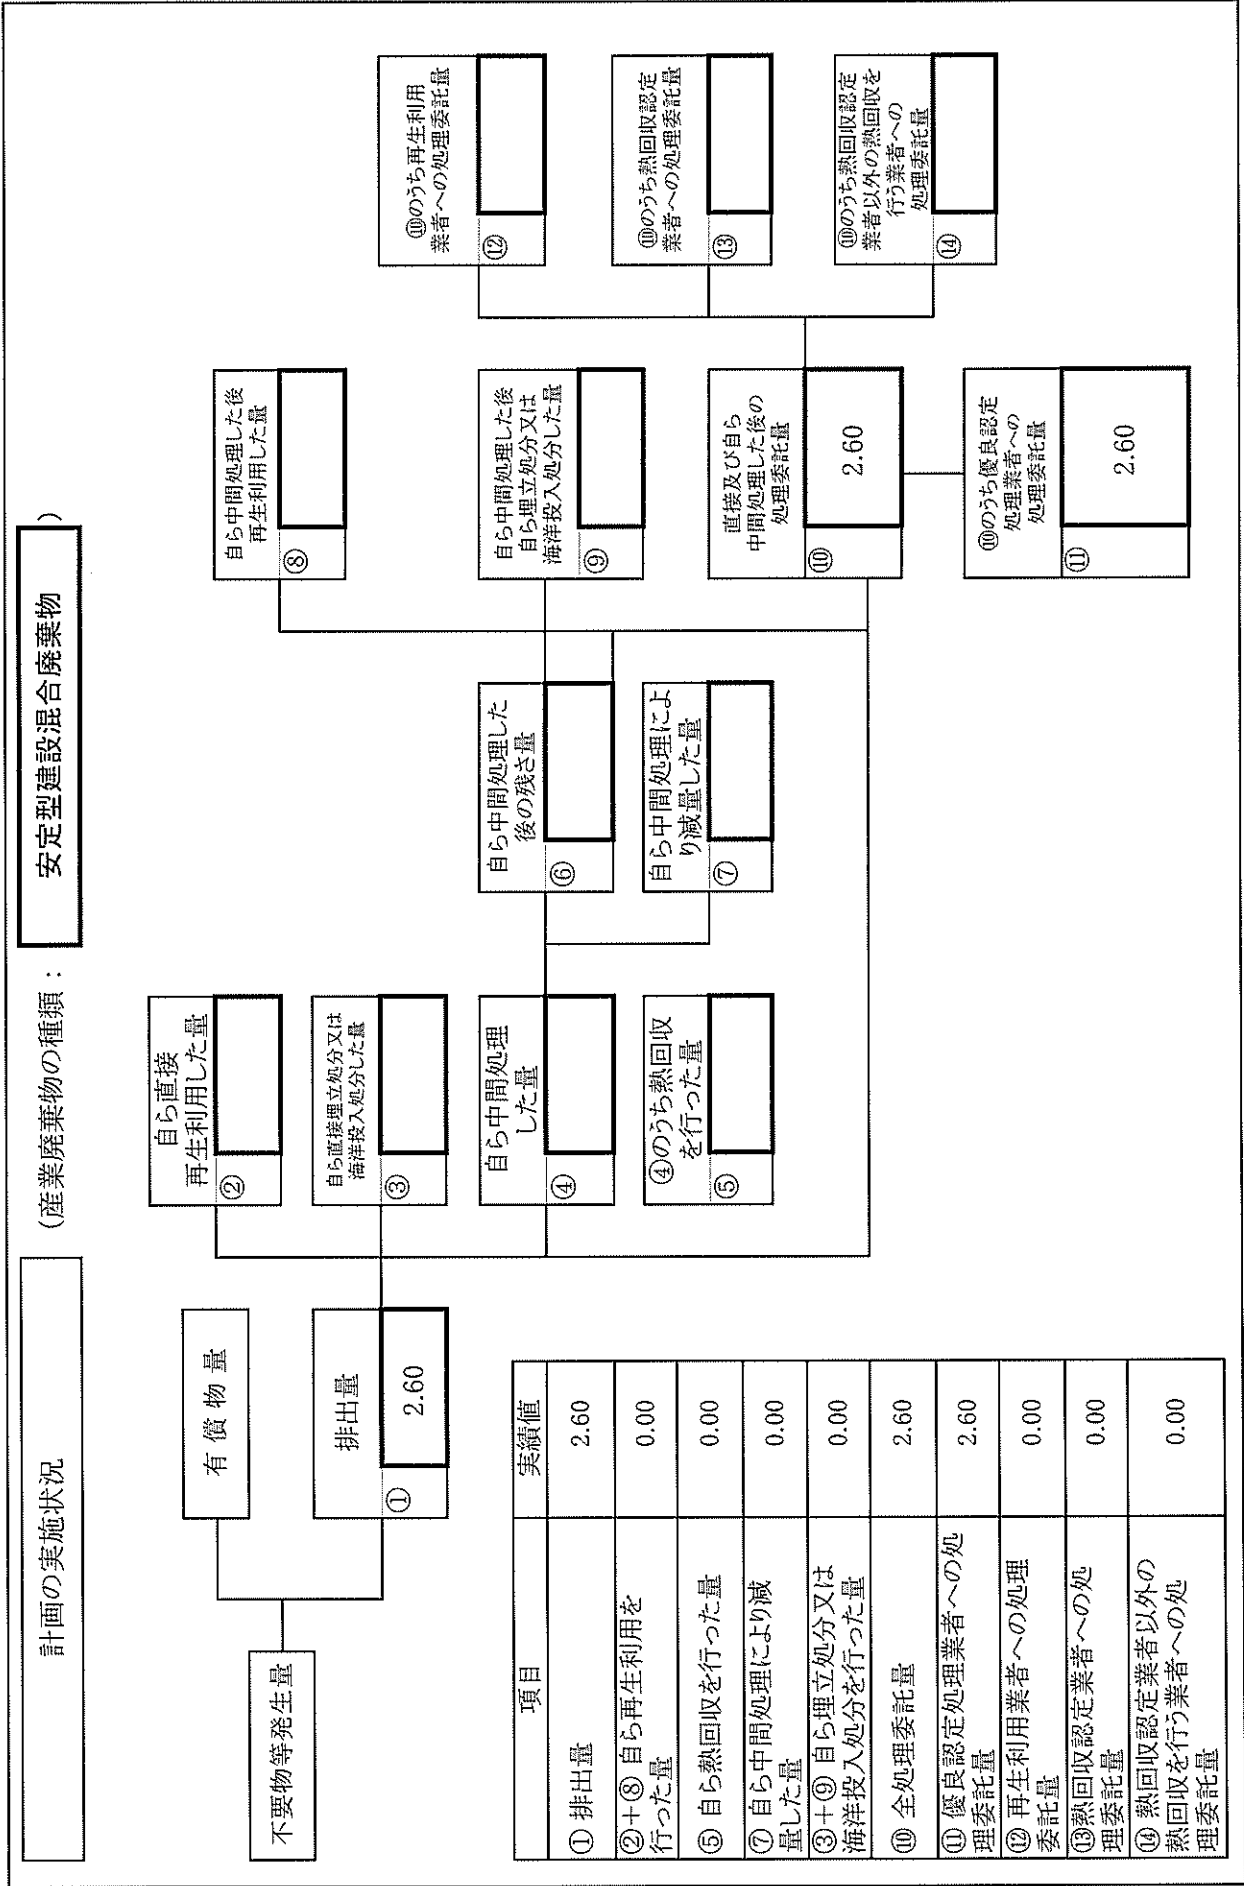 計画の実施状況
(産業廃棄物の種類：
安定型建設混合廃棄物
)
不要物等発生量
有償物量
排出量
①
2.60
自ら直接
再生利用した量
②
自ら直接埋立処分又は
海洋投入処分した量
③
自ら中間処理
した量
④
④のうち熱回収
を行った量
⑤
自ら中間処理した
後の残さ量
⑥
自ら中間処理によ
り減量した量
⑦
自ら中間処理した後
再生利用した量
⑧
自ら中間処理した後
自ら埋立処分又は
海洋投入処分した量
⑨
直接及び自ら
中間処理した後の
処理委託量
⑩
2.60
⑩のうち優良認定
処理業者への
処理委託量
⑪
2.60
⑩のうち再生利用
業者への処理委託量
⑫
⑩のうち熱回収認定
業者への処理委託量
⑬
⑩のうち熱回収認定
業者以外の熱回収を
行う業者への
処理委託量
⑭
項目
実績値
① 排出量
2.60
②＋⑧ 自ら再生利用を
行った量
0.00
⑤ 自ら熱回収を行った量
0.00
⑦ 自ら中間処理により減
量した量
0.00
③＋⑨ 自ら埋立処分又は
海洋投入処分を行った量
0.00
⑩ 全処理委託量
2.60
⑪ 優良認定処理業者への処
理委託量
2.60
⑫ 再生利用業者への処理
委託量
0.00
⑬熱回収認定業者への処
理委託量
0.00
⑭ 熱回収認定業者以外の
熱回収を行う業者への処
理委託量
0.00